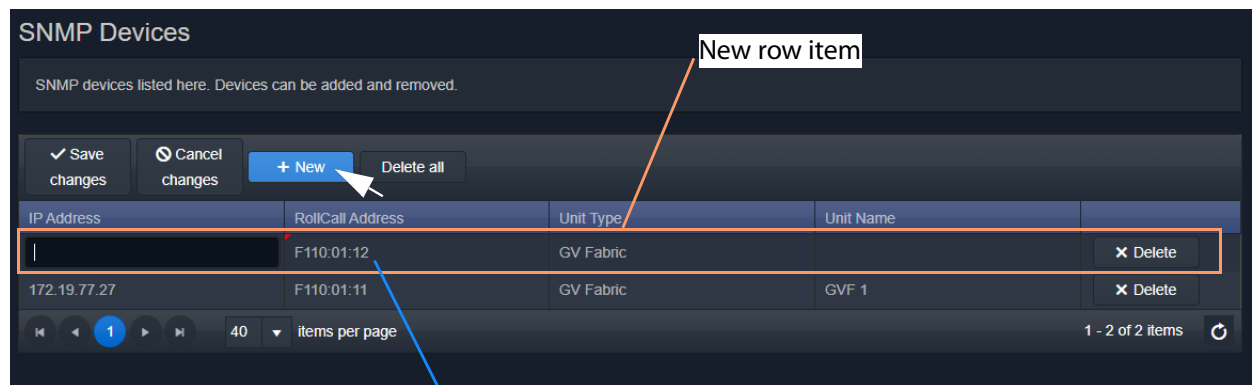 SNMP Devices
New row item
SNMP devices listed here. Devices can be added and removed.
Save changes
Cancel changes
+ New
Delete all
IP Address RollCall Address Unit Type Unit Name
F110:01:12 GV Fabric × Delete
172.19.77.27 F110:01:11 GV Fabric GVF 1 × Delete
1 40 items per page 1 - 2 of 2 items